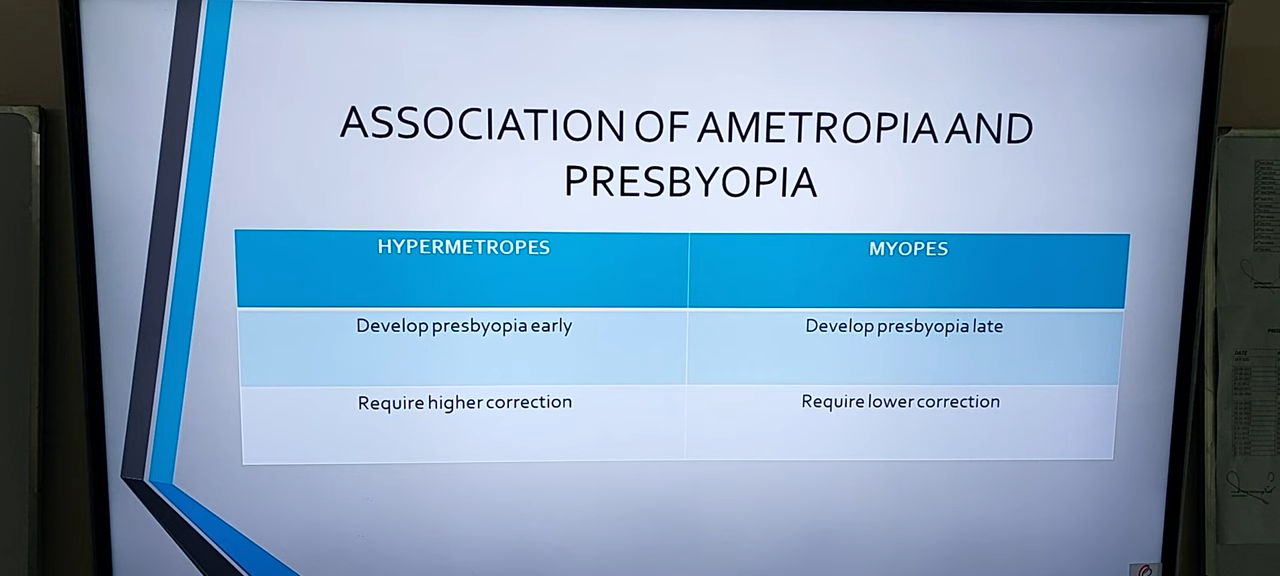 ASSOCIATION OF AMETROPIA AND
PRESBYOPIA
HYPERMETROPES
MYOPES
Develop presbyopia early
Develop presbyopia late
Require higher correction
Require lower correction
DATE